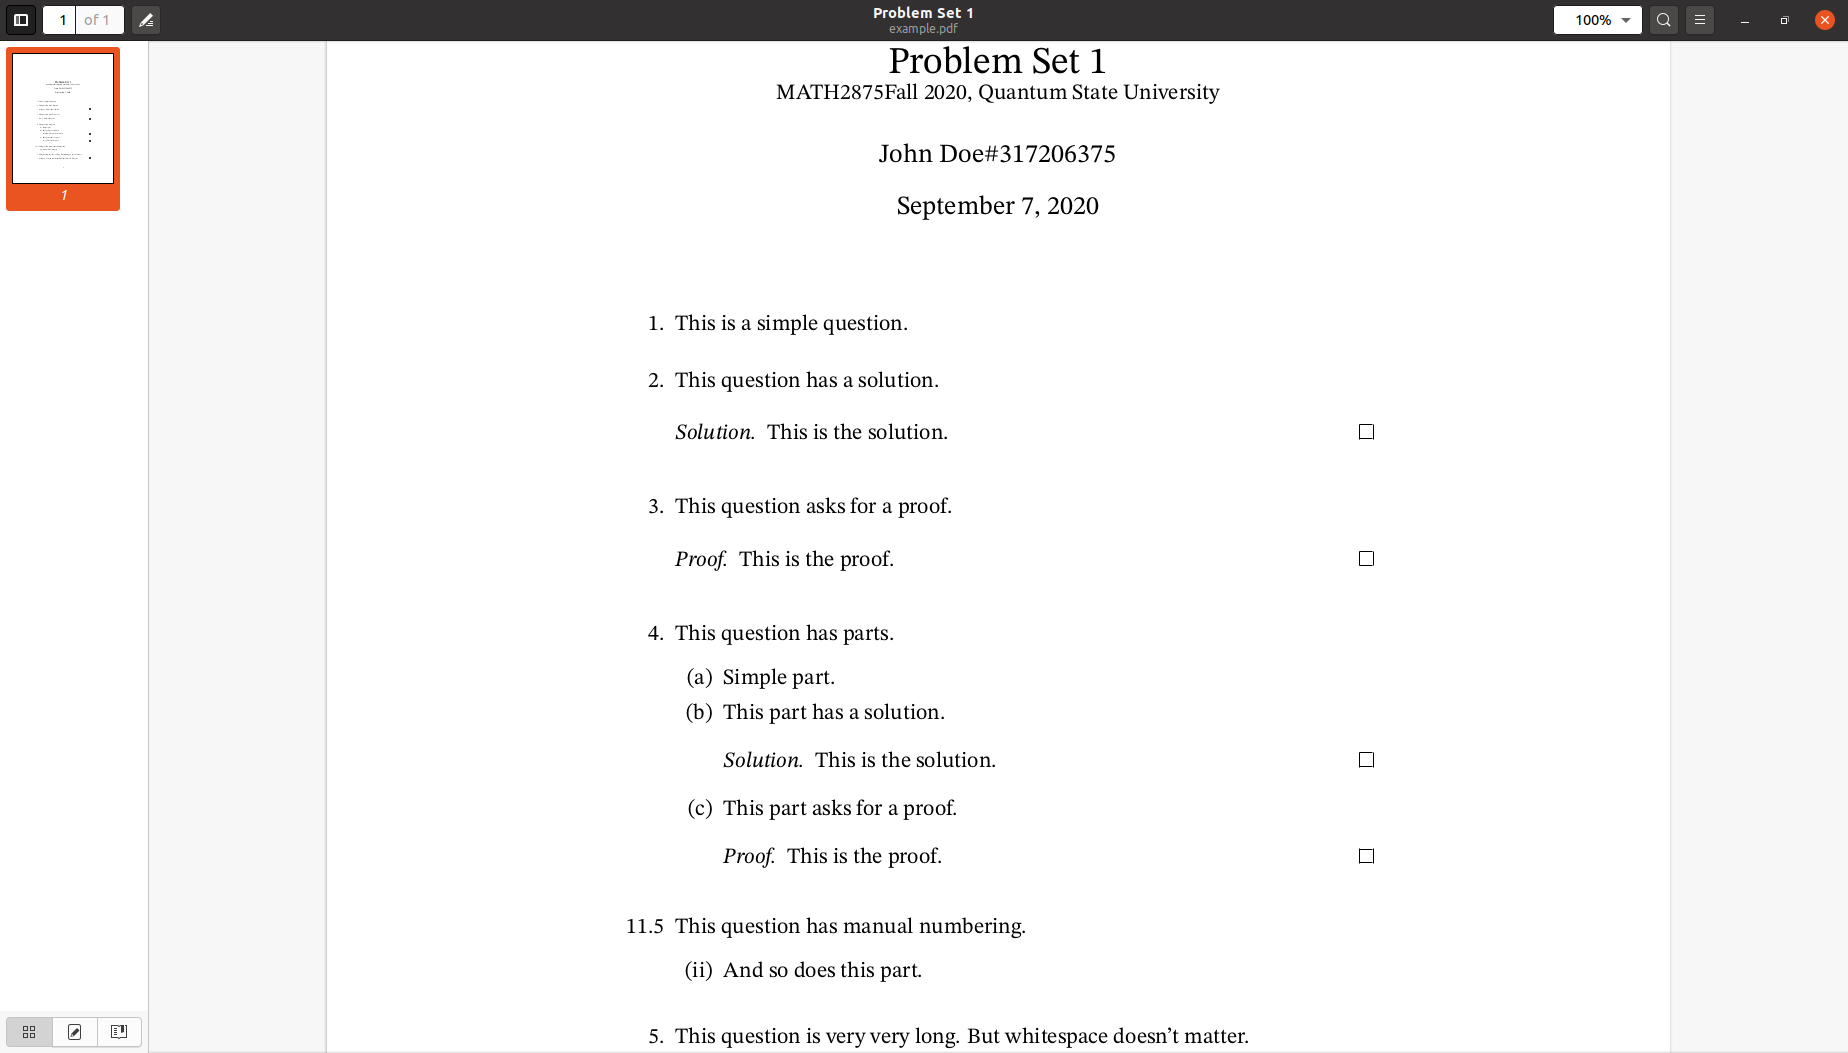 1 of 1
Problem Set 1
example.pdf
100%
1
Problem Set 1
MATH2875Fall 2020, Quantum State University
John Doe#317206375
September 7, 2020
1. This is a simple question.
2. This question has a solution.
Solution. This is the solution.
3. This question asks for a proof.
Proof. This is the proof.
4. This question has parts.
(a) Simple part.
(b) This part has a solution.
Solution. This is the solution.
(c) This part asks for a proof.
Proof. This is the proof.
11.5 This question has manual numbering.
(ii) And so does this part.
5. This question is very very long. But whitespace doesn’t matter.